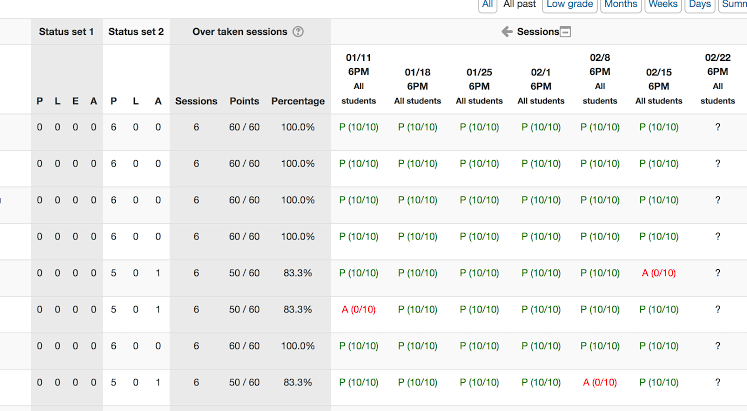 All All past Low grade Months Weeks Days Summ
Status set 1 Status set 2 Over taken sessions ? Sessions
P L E A P L A Sessions Points Percentage 01/11 6PM All students 01/18 6PM All students 01/25 6PM All students 02/1 6PM All students 02/8 6PM All students 02/15 6PM All students 02/22 6PM All students
0 0 0 0 6 0 0 6 60 / 60 100.0% P (10/10) P (10/10) P (10/10) P (10/10) P (10/10) P (10/10) ?
0 0 0 0 6 0 0 6 60 / 60 100.0% P (10/10) P (10/10) P (10/10) P (10/10) P (10/10) P (10/10) ?
0 0 0 0 6 0 0 6 60 / 60 100.0% P (10/10) P (10/10) P (10/10) P (10/10) P (10/10) P (10/10) ?
0 0 0 0 6 0 0 6 60 / 60 100.0% P (10/10) P (10/10) P (10/10) P (10/10) P (10/10) P (10/10) ?
0 0 0 0 5 0 1 6 50 / 60 83.3% P (10/10) P (10/10) P (10/10) P (10/10) P (10/10) A (0/10) ?
0 0 0 0 5 0 1 6 50 / 60 83.3% A (0/10) P (10/10) P (10/10) P (10/10) P (10/10) P (10/10) ?
0 0 0 0 6 0 0 6 60 / 60 100.0% P (10/10) P (10/10) P (10/10) P (10/10) P (10/10) P (10/10) ?
0 0 0 0 5 0 1 6 50 / 60 83.3% P (10/10) P (10/10) P (10/10) P (10/10) A (0/10) P (10/10) ?